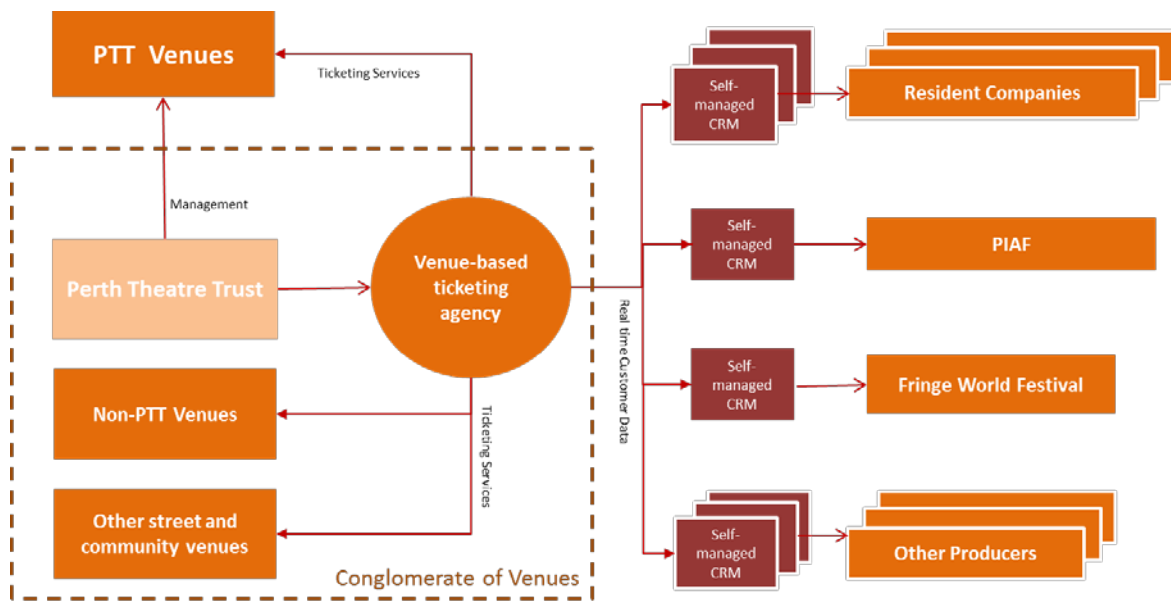 PTT Venues
Ticketing Services
Management
Perth Theatre Trust
Venue-based
ticketing
agency
Non-PTT Venues
Other street and
community venues
Ticketing Services
Conglomerate of Venues
Real time Customer Data
Self-
managed
CRM
Resident Companies
Self-
managed
CRM
PIAF
Self-
managed
CRM
Fringe World Festival
Self-
managed
CRM
Other Producers